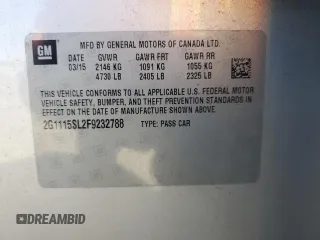 GM
MFD BY GENERAL MOTORS OF CANADA LTD.
DATE GVWR GAWR FRT GAWR RR
03/15 2146 KG 1091 KG 1055 KG
4730 LB 2405 LB 2325 LB
THIS VEHICLE CONFORMS TO ALL APPLICABLE U.S. FEDERAL MOTOR
VEHICLE SAFETY, BUMPER, AND THEFT PREVENTION STANDARDS IN
EFFECT ON THE DATE OF MANUFACTURE SHOWN ABOVE.
2G1115SL2F9232788 TYPE: PASS CAR
AUTOBIDMASTER